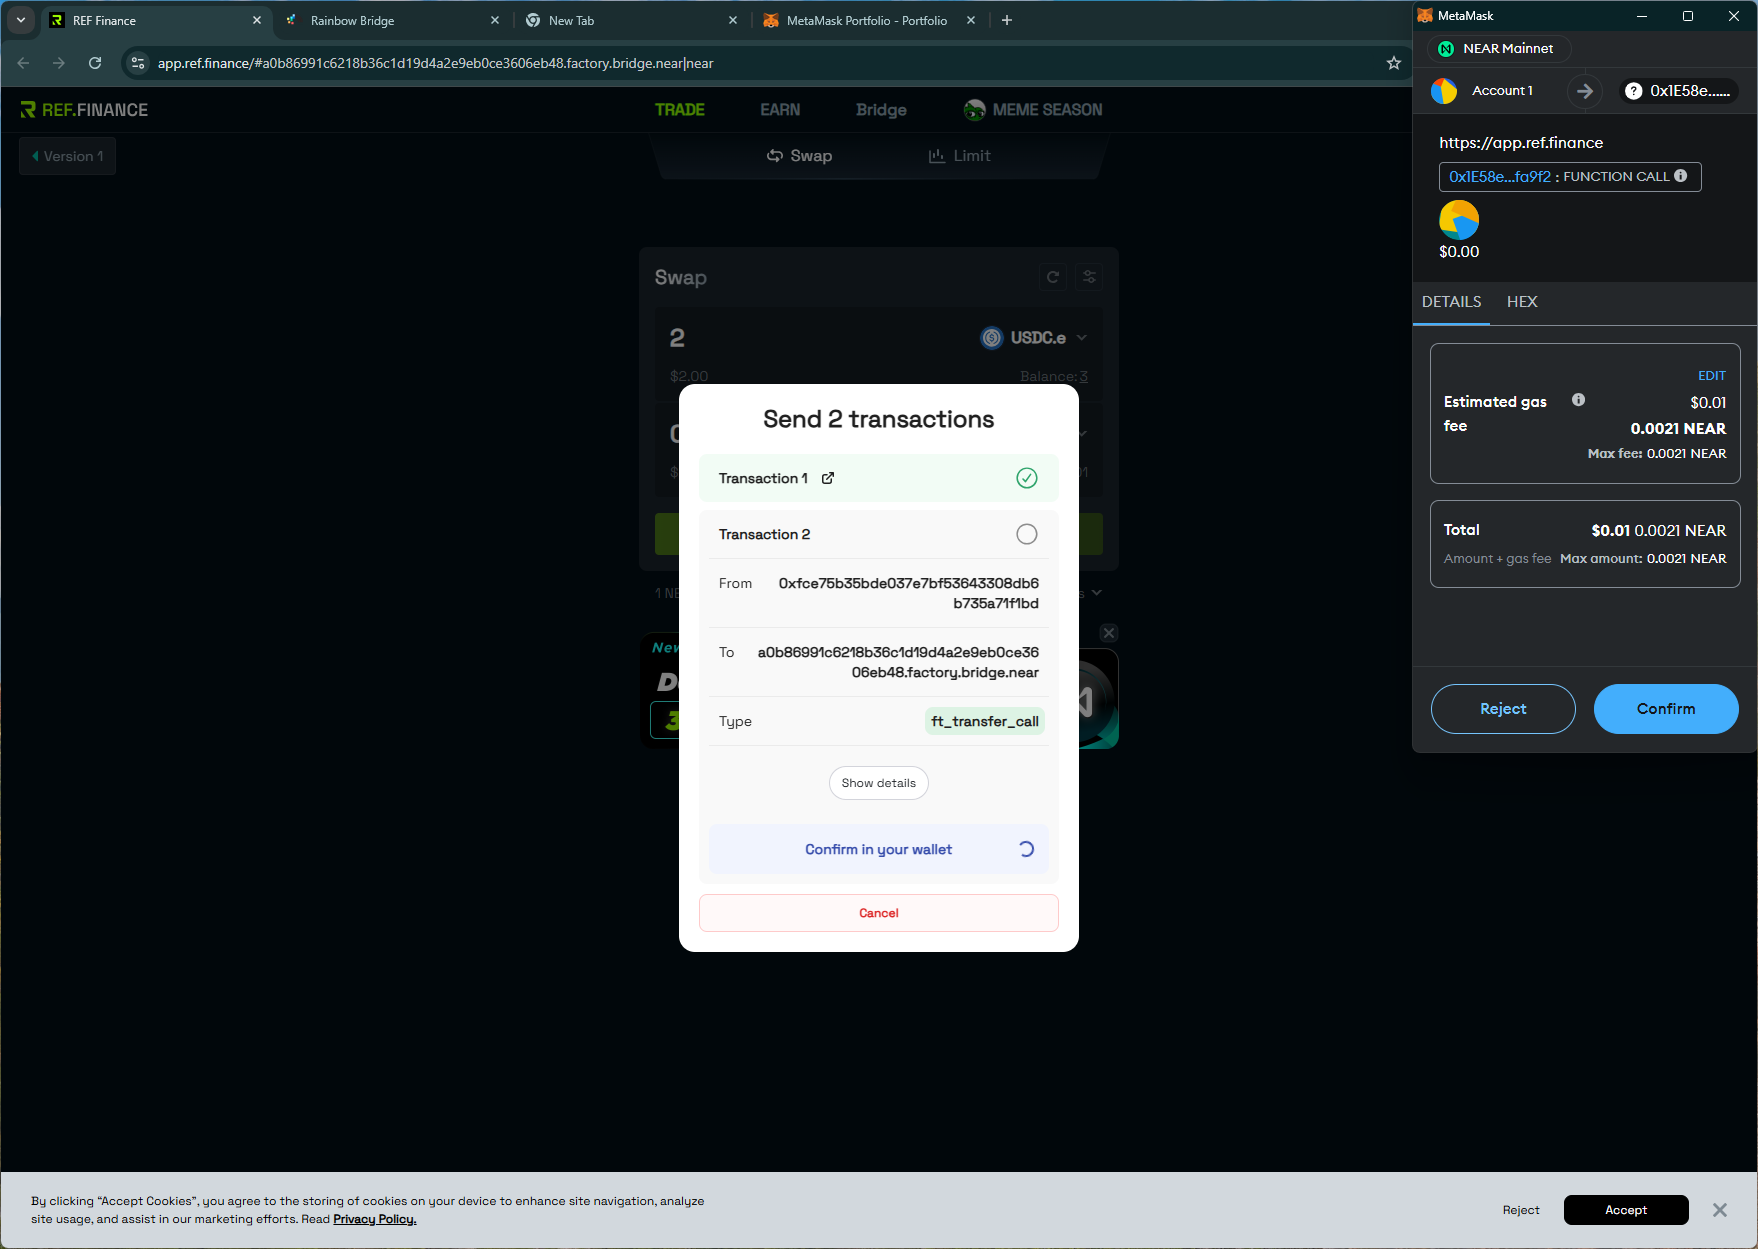 REF Finance
Rainbow Bridge
New Tab
MetaMask Portfolio - Portfolio
app.ref.finance/#a0b86991c6218b36c1d19d4a2e9eb0ce3606eb48.factory.bridge.near|near
REF.FINANCE
TRADE
EARN
Bridge
MEME SEASON
Version 1
Swap
Limit
Swap
2
USDC.e
$2.00
Balance:3
Send 2 transactions
Transaction 1
Transaction 2
From
0xfce75b35bde037e7bf53643308db6
b735a71f1bd
To
a0b86991c6218b36c1d19d4a2e9eb0ce36
06eb48.factory.bridge.near
Type
ft_transfer_call
Show details
Confirm in your wallet
Cancel
MetaMask
NEAR Mainnet
Account 1
0x1E58e......
https://app.ref.finance
0x1E58e...fa9f2 : FUNCTION CALL
$0.00
DETAILS
HEX
EDIT
Estimated gas
fee
$0.01
0.0021 NEAR
Max fee: 0.0021 NEAR
Total
$0.01 0.0021 NEAR
Amount + gas fee
Max amount: 0.0021 NEAR
Reject
Confirm
By clicking “Accept Cookies”, you agree to the storing of cookies on your device to enhance site navigation, analyze
site usage, and assist in our marketing efforts. Read Privacy Policy.
Reject
Accept